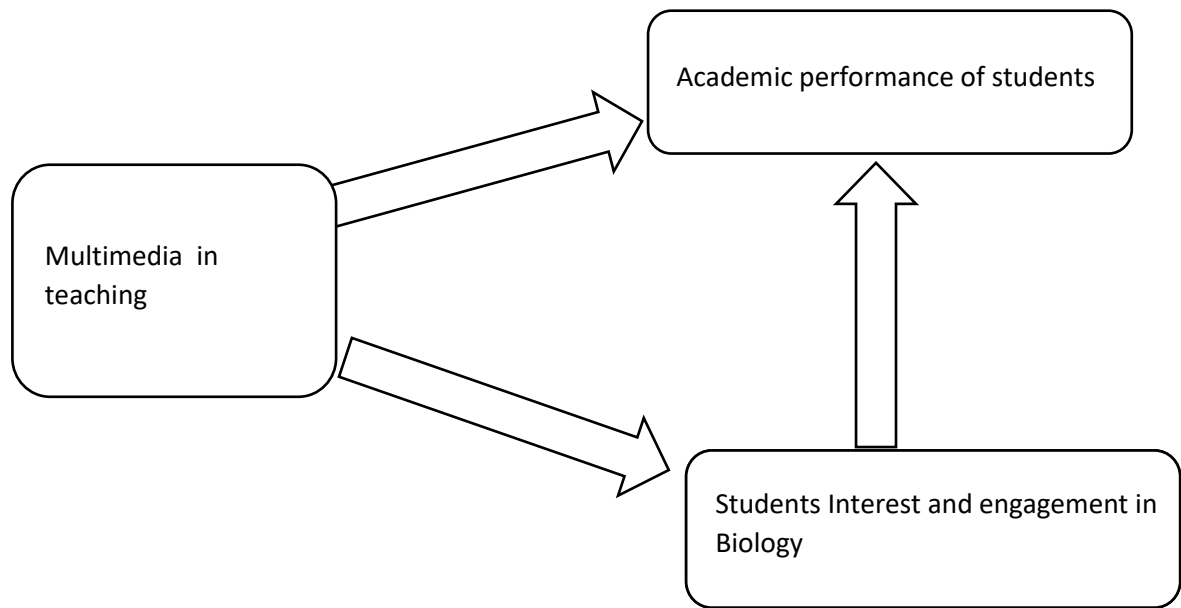 Academic performance of students
Multimedia  in
teaching
Students Interest and engagement in
Biology